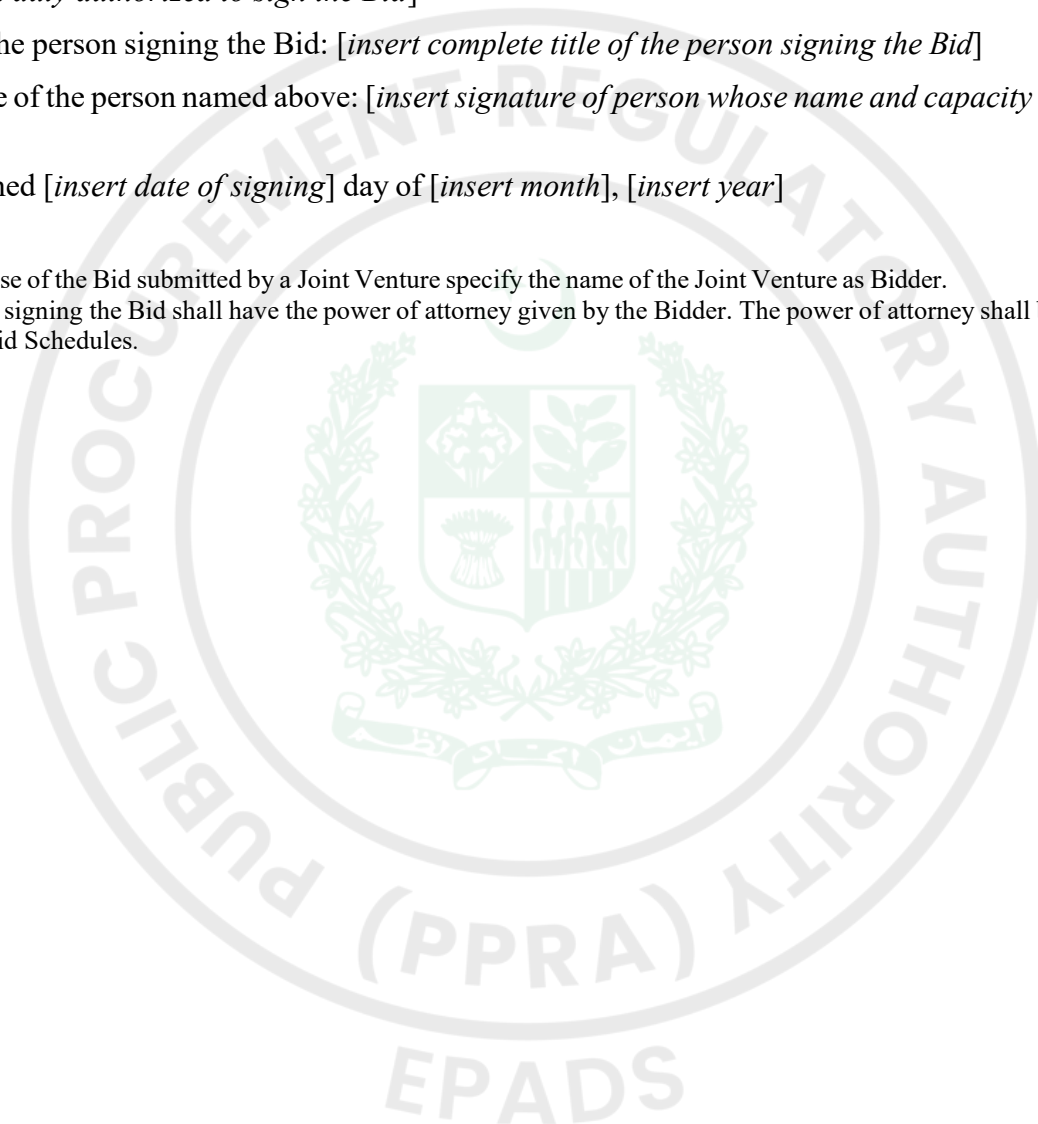 duly authorized to sign the Bid]
he person signing the Bid: [insert complete title of the person signing the Bid]
e of the person named above: [insert signature of person whose name and capacity
ned [insert date of signing] day of [insert month], [insert year]
se of the Bid submitted by a Joint Venture specify the name of the Joint Venture as Bidder.
signing the Bid shall have the power of attorney given by the Bidder. The power of attorney shall
id Schedules.
PUBLIC PROCUREMENT REGULATORY AUTHORITY
(PPRA)
EPADS